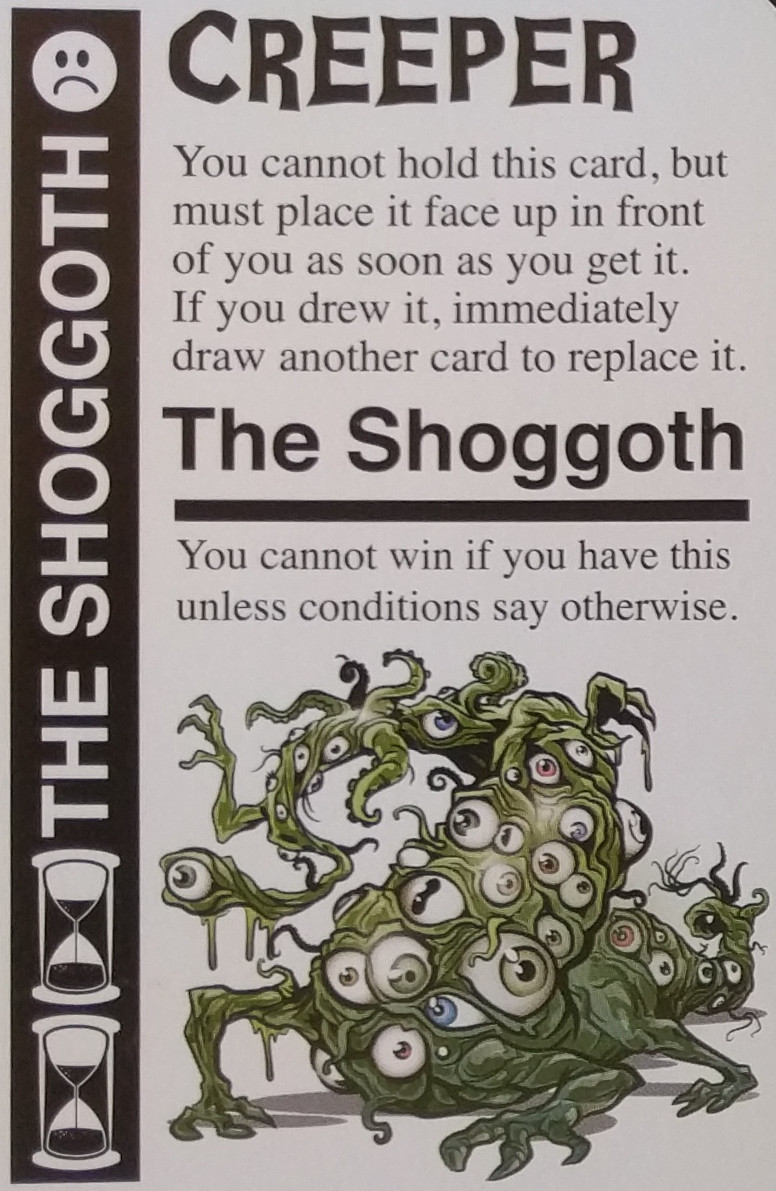 THE SHOGGOTH
CREEPER
You cannot hold this card, but
must place it face up in front
of you as soon as you get it.
If you drew it, immediately
draw another card to replace it.
The Shoggoth
You cannot win if you have this
unless conditions say otherwise.